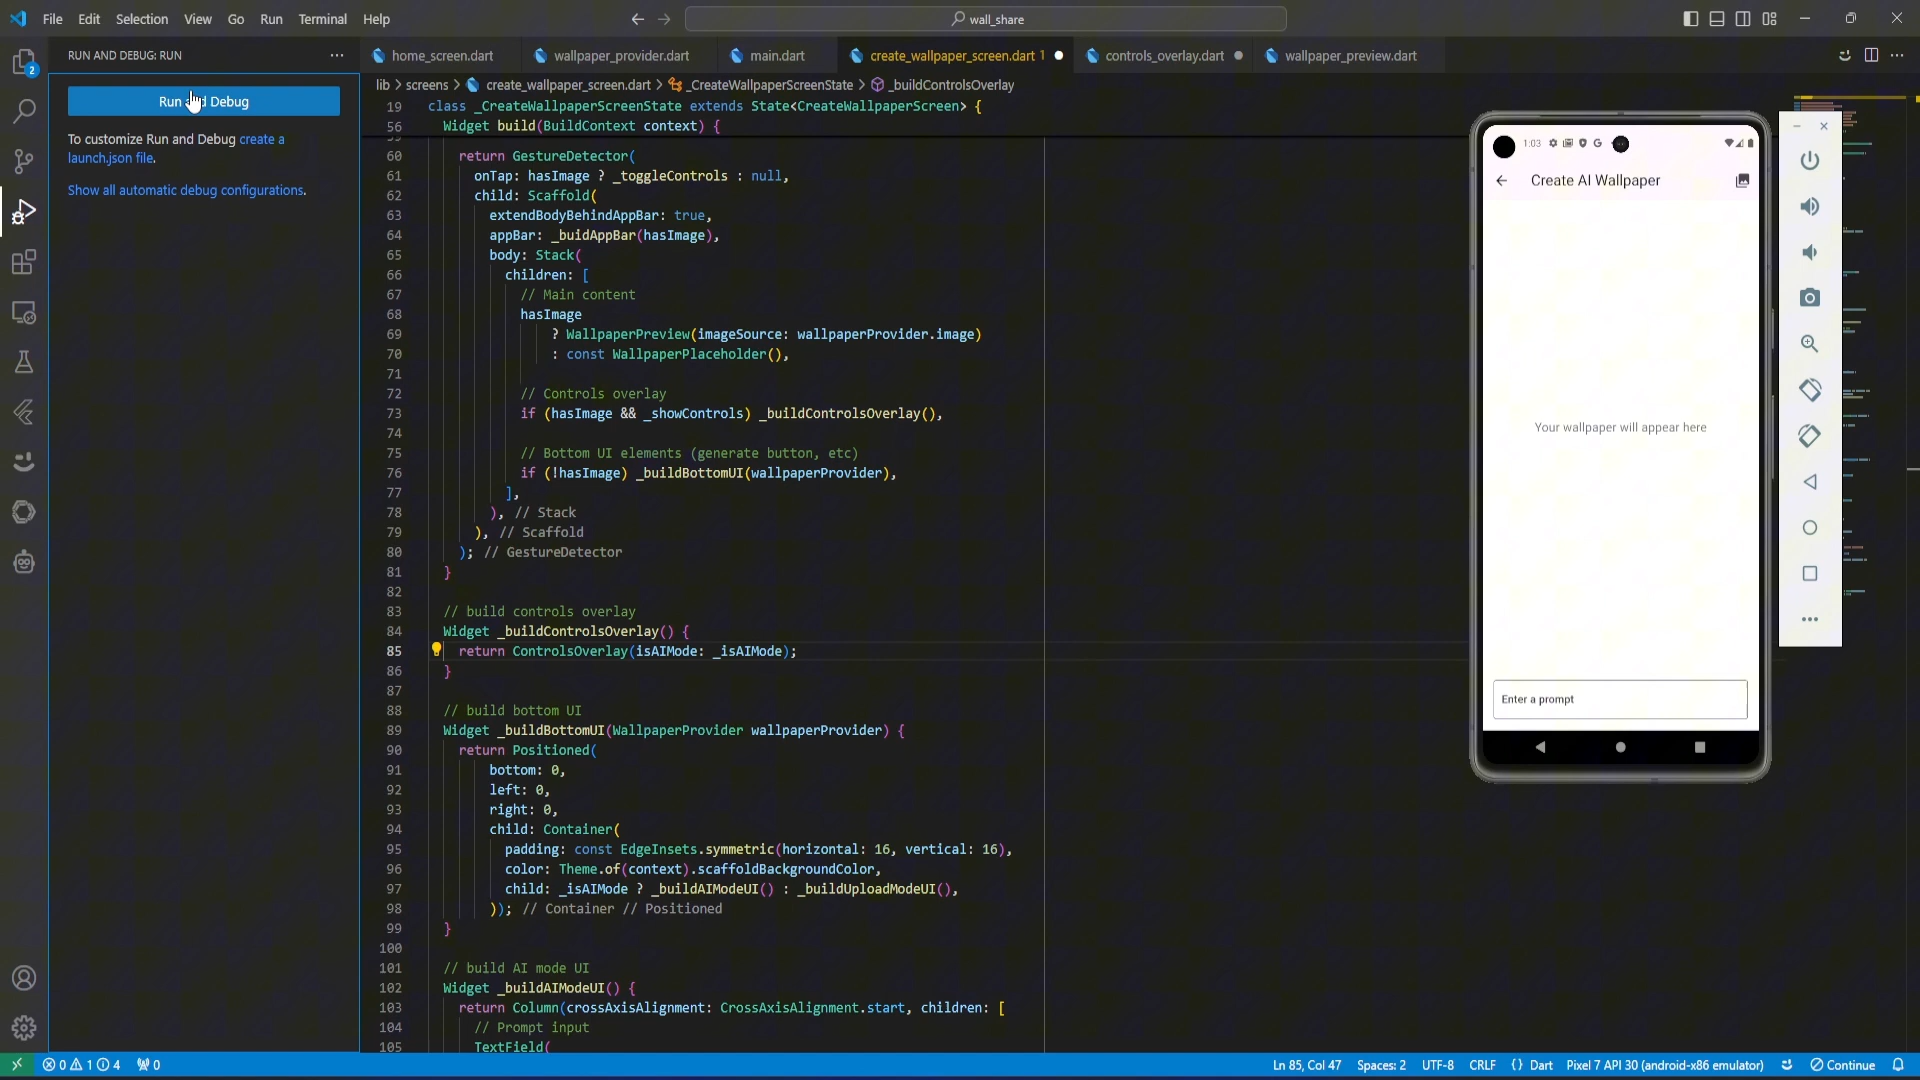 File Edit Selection View Go Run Terminal Help
wall_share
RUN AND DEBUG: RUN
Run and Debug
To customize Run and Debug create a
launch.json file.
Show all automatic debug configurations.
2
home_screen.dart
wallpaper_provider.dart
main.dart
create_wallpaper_screen.dart 1
controls_overlay.dart
wallpaper_preview.dart
lib > screens > create_wallpaper_screen.dart > _CreateWallpaperScreenState > _buildControlsOverlay
19 class _CreateWallpaperScreenState extends State<CreateWallpaperScreen> {
56 Widget build(BuildContext context) {
60 return GestureDetector(
61 onTap: hasImage ? _toggleControls : null,
62 child: Scaffold(
63 extendBodyBehindAppBar: true,
64 appBar: _buidAppBar(hasImage),
65 body: Stack(
66 children: [
67 // Main content
68 hasImage
69 ? WallpaperPreview(imageSource: wallpaperProvider.image)
70 : const WallpaperPlaceholder(),
71
72 // Controls overlay
73 if (hasImage && _showControls) _buildControlsOverlay(),
74
75 // Bottom UI elements (generate button, etc)
76 if (!hasImage) _buildBottomUI(wallpaperProvider),
77 ],
78 ), // Stack
79 ), // Scaffold
80 ); // GestureDetector
81 }
82
83 // build controls overlay
84 Widget _buildControlsOverlay() {
85 return ControlsOverlay(isAIMode: _isAIMode);
86 }
87
88 // build bottom UI
89 Widget _buildBottomUI(WallpaperProvider wallpaperProvider) {
90 return Positioned(
91 bottom: 0,
92 left: 0,
93 right: 0,
94 child: Container(
95 padding: const EdgeInsets.symmetric(horizontal: 16, vertical: 16),
96 color: Theme.of(context).scaffoldBackgroundColor,
97 child: _isAIMode ? _buildAIModeUI() : _buildUploadModeUI(),
98 )); // Container // Positioned
99 }
100
101 // build AI mode UI
102 Widget _buildAIModeUI() {
103 return Column(crossAxisAlignment: CrossAxisAlignment.start, children: [
104 // Prompt input
105 TextField(
1:03
Create AI Wallpaper
Your wallpaper will appear here
Enter a prompt
0 1 4 0
Ln 85, Col 47 Spaces: 2 UTF-8 CRLF {} Dart Pixel 7 API 30 (android-x86 emulator) Continue